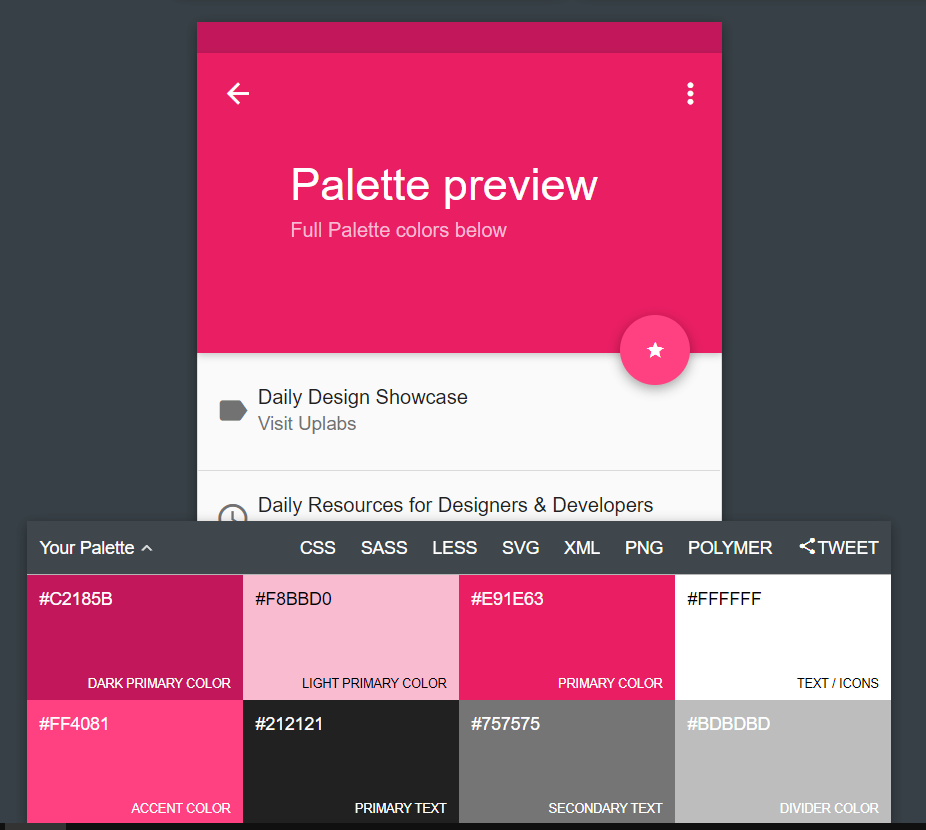 Palette preview
Full Palette colors below
Daily Design Showcase
Visit Uplabs
Daily Resources for Designers & Developers
Your Palette CSS SASS LESS SVG XML PNG POLYMER TWEET
#C2185B #F8BBD0 #E91E63 #FFFFFF
DARK PRIMARY COLOR LIGHT PRIMARY COLOR PRIMARY COLOR TEXT / ICONS
#FF4081 #212121 #757575 #BDBDBD
ACCENT COLOR PRIMARY TEXT SECONDARY TEXT DIVIDER COLOR